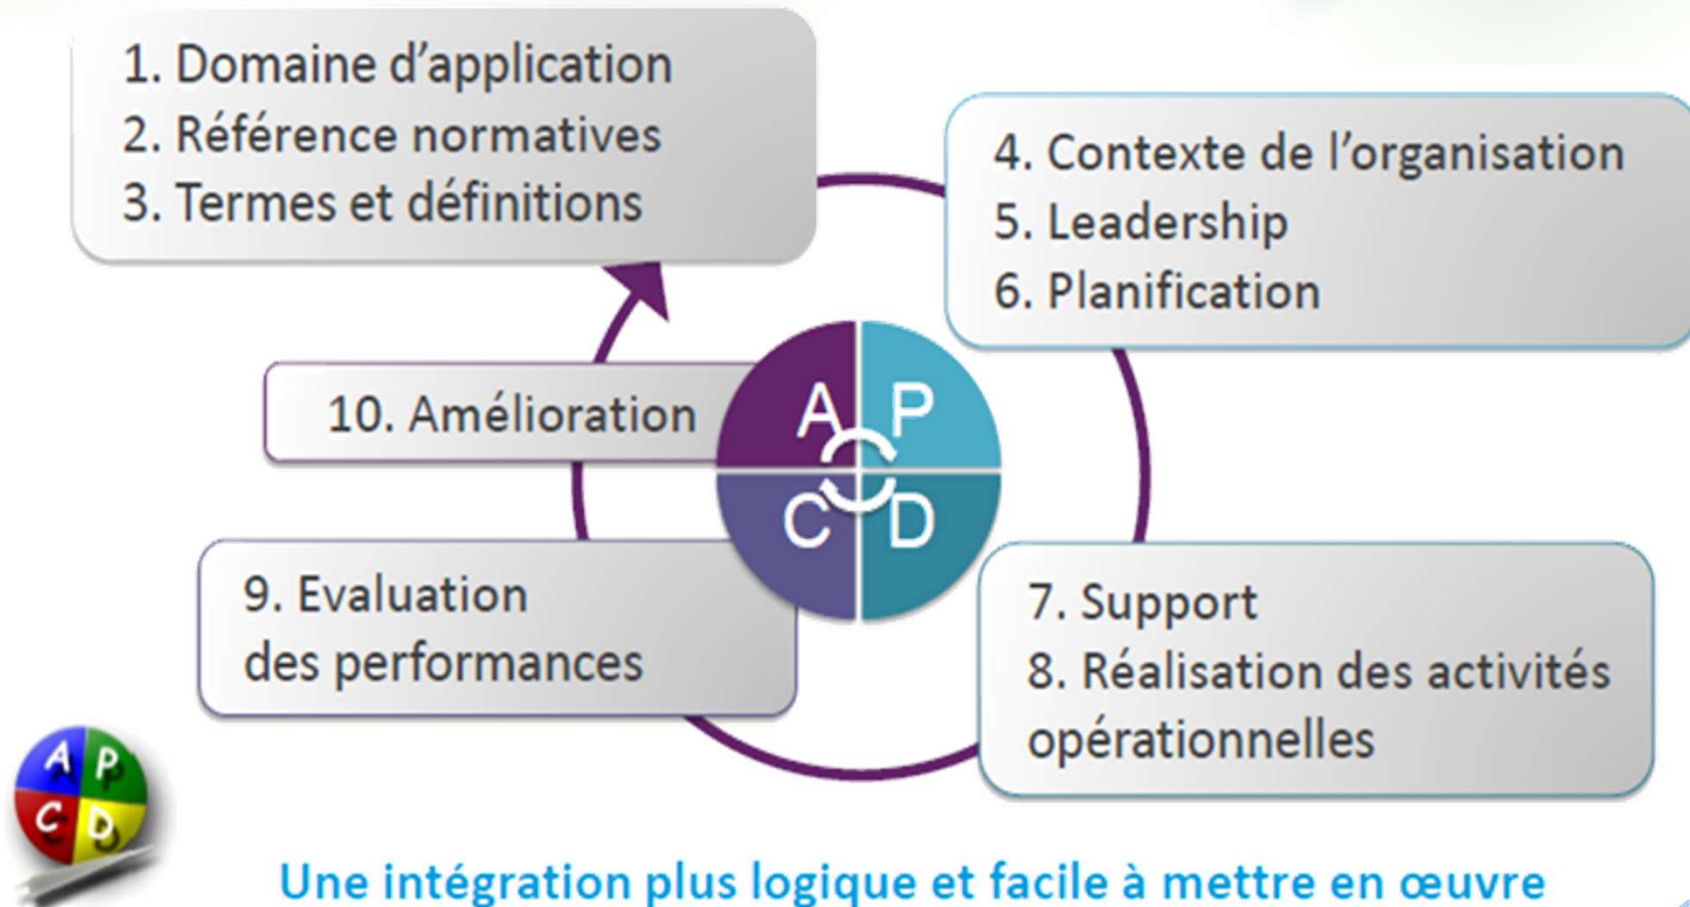 1. Domaine d’application
2. Référence normatives
3. Termes et définitions
4. Contexte de l’organisation
5. Leadership
6. Planification
10. Amélioration
A P
C D
9. Evaluation
des performances
7. Support
8. Réalisation des activités
opérationnelles
A P
C D
Une intégration plus logique et facile à mettre en œuvre